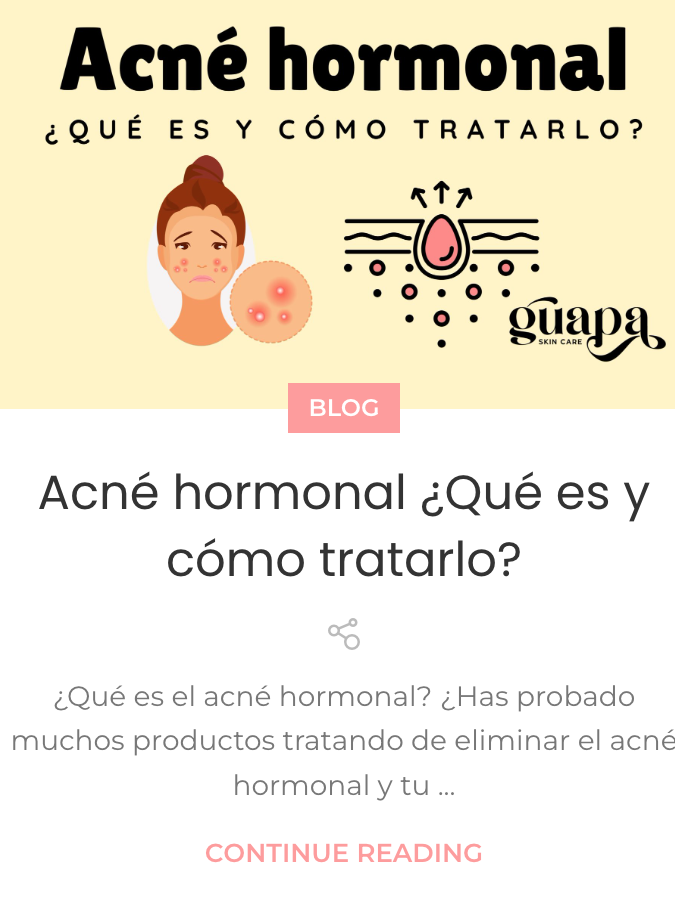 Acné hormonal
¿QUÉ ES Y CÓMO TRATARLO?
guapa
SKIN CARE
BLOG
Acné hormonal ¿Qué es y
cómo tratarlo?
¿Qué es el acné hormonal? ¿Has probado
muchos productos tratando de eliminar el acné
hormonal y tu ...
CONTINUE READING